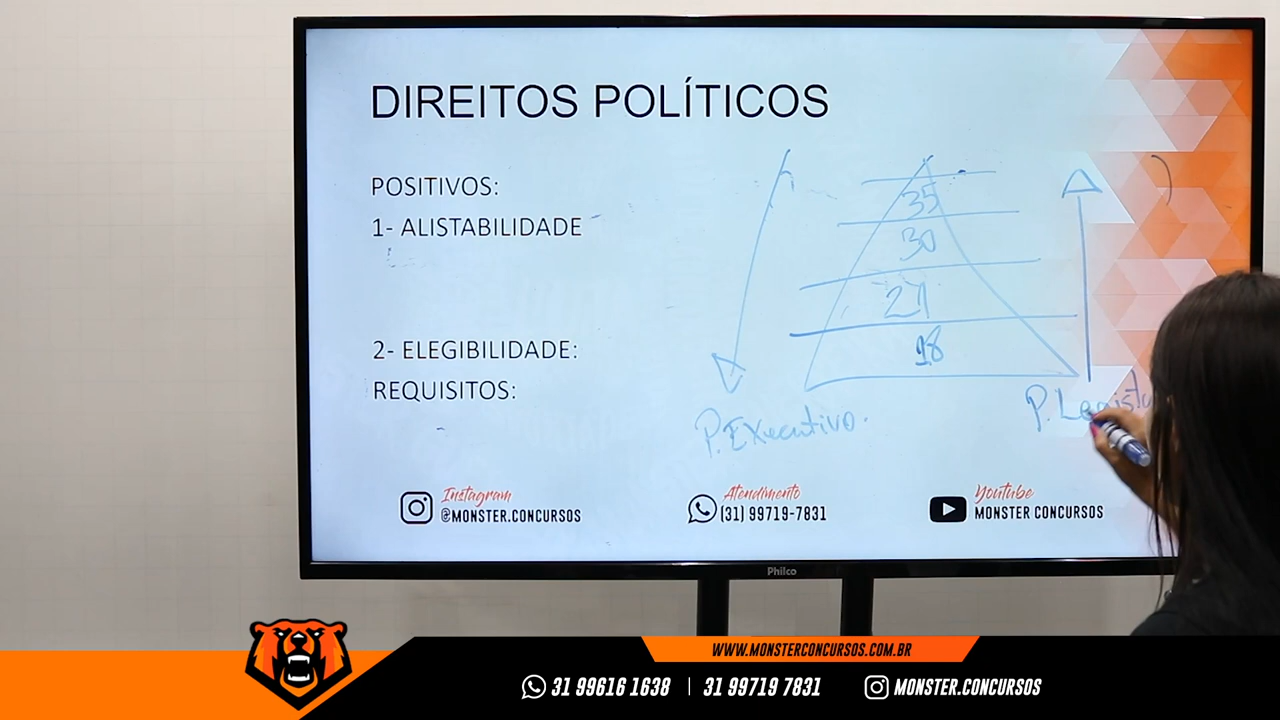 DIREITOS POLÍTICOS
POSITIVOS:
1- ALISTABILIDADE
2- ELEGIBILIDADE:
REQUISITOS:
35
30
21
18
P. Executivo.
P. Legislu
Instagram
@MONSTER.CONCURSOS
Atendimento
(31) 99719-7831
Youtube
MONSTER CONCURSOS
Philco
WWW.MONSTERCONCURSOS.COM.BR
31 99616 1638 | 31 99719 7831 MONSTER.CONCURSOS